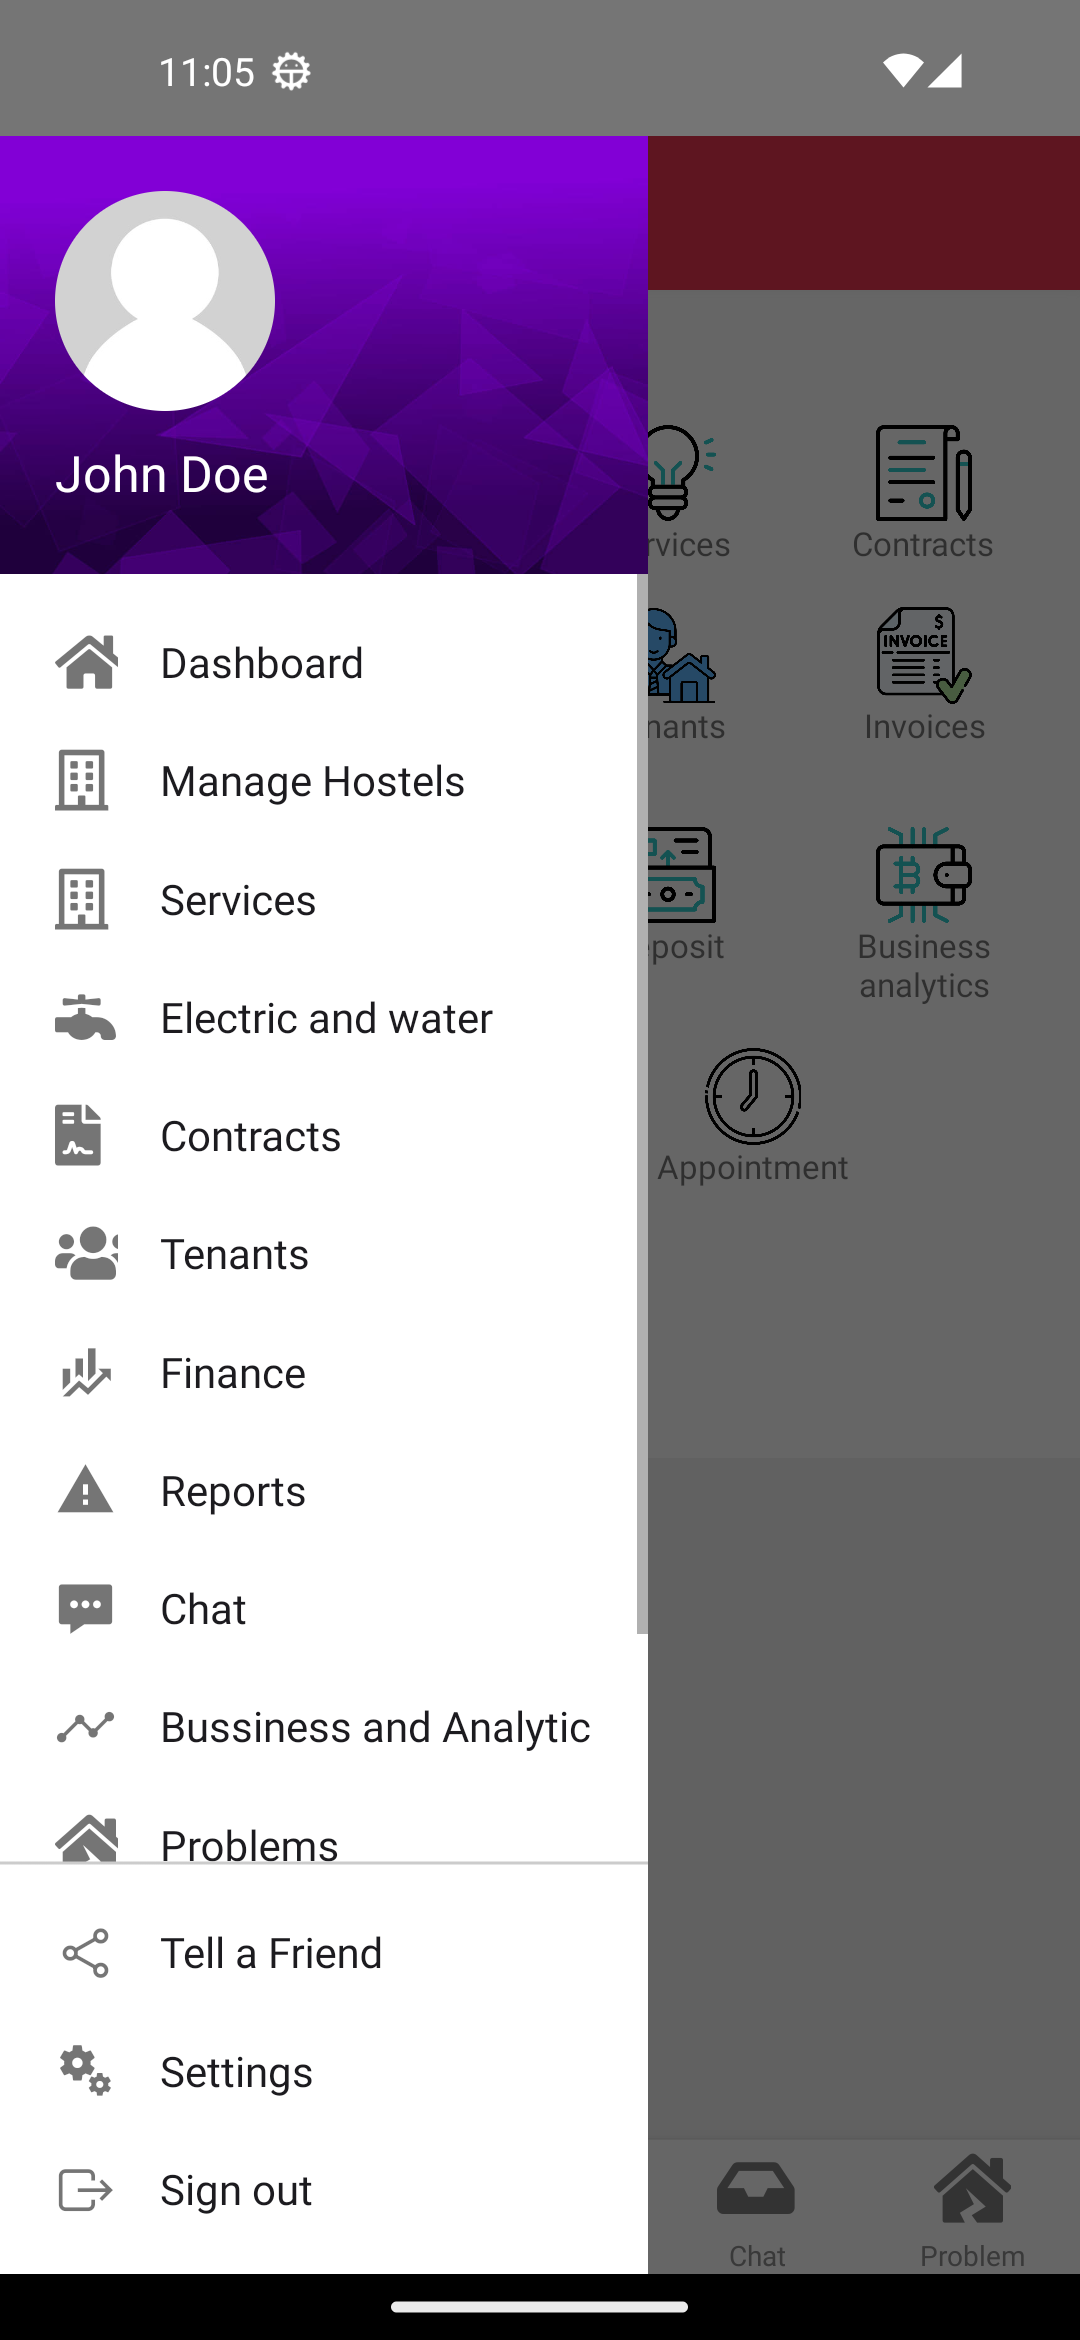 11:05
John Doe
Dashboard
Manage Hostels
Services
Electric and water
Contracts
Tenants
Finance
Reports
Chat
Bussiness and Analytic
Problems
Tell a Friend
Settings
Sign out
rvices
Contracts
$
INVOICE
nants
Invoices
posit
Business
analytics
Appointment
Chat
Problem